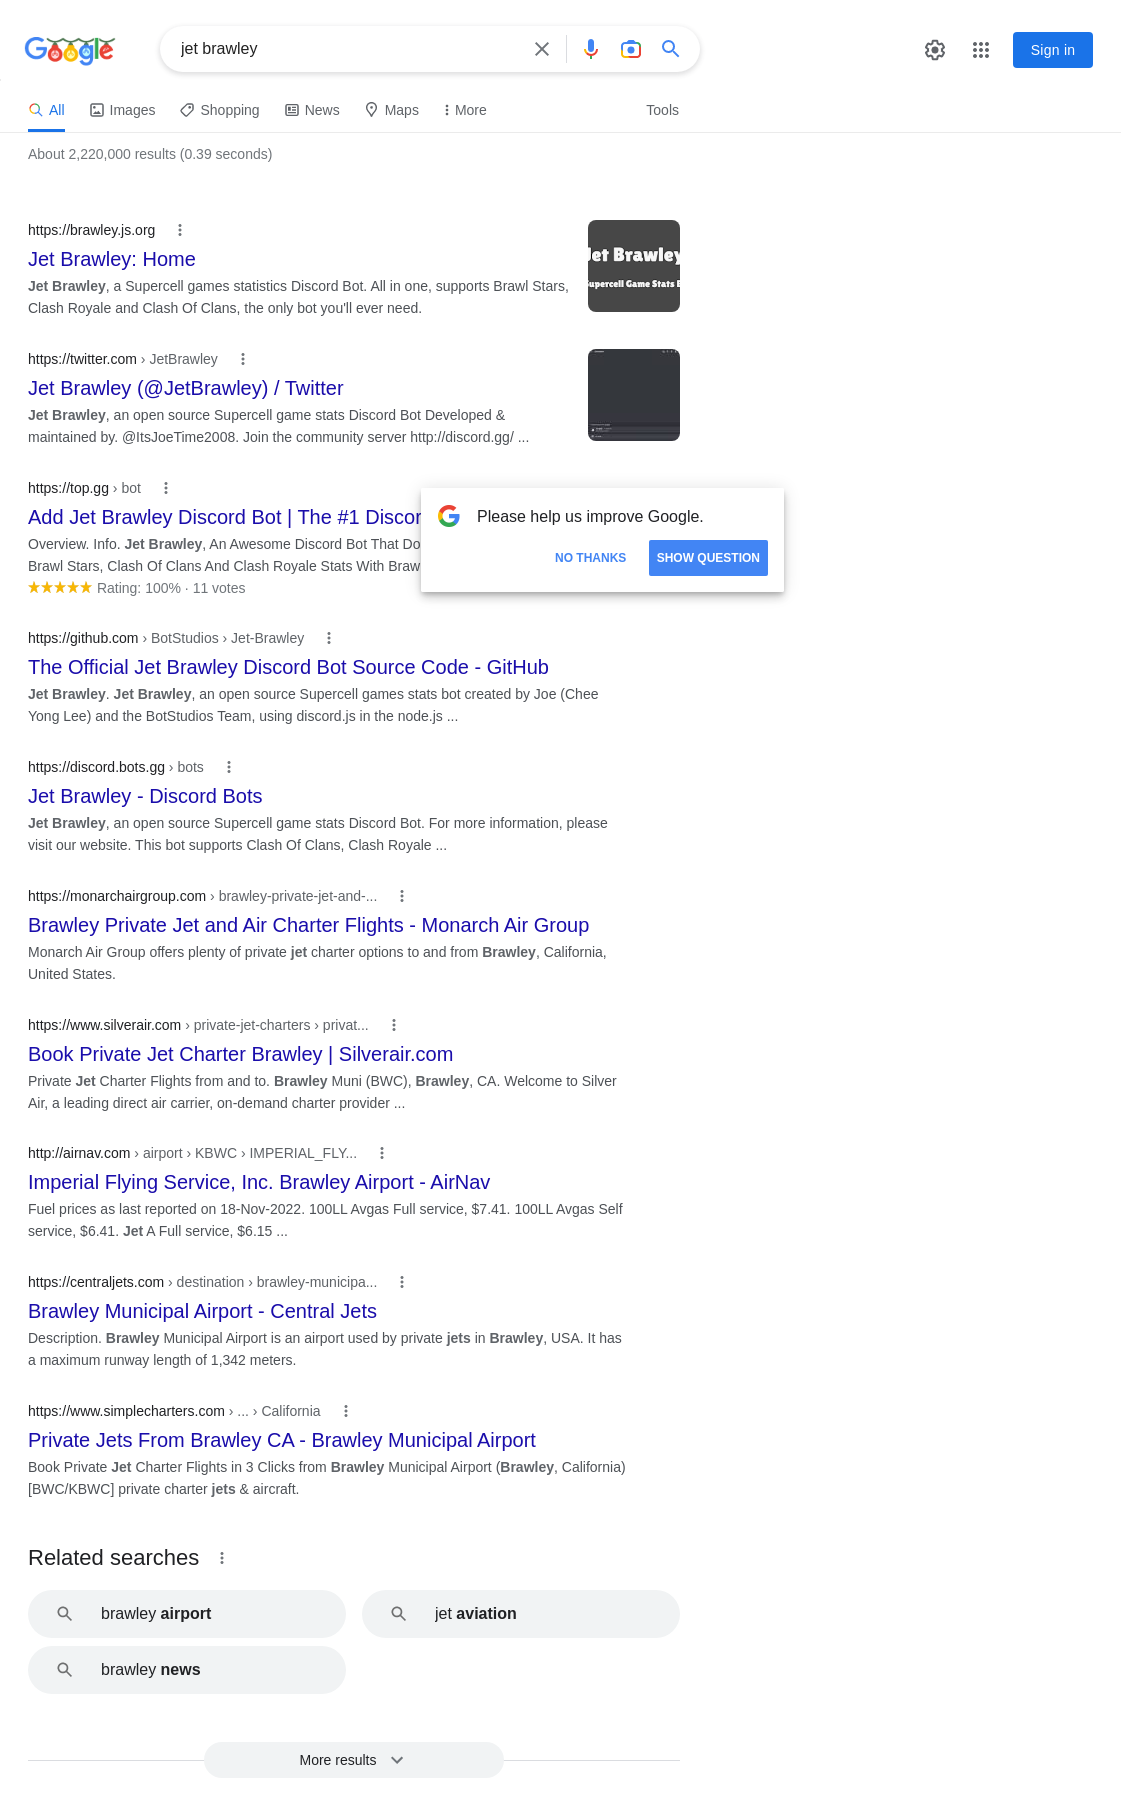 Google
jet brawley
Sign in
All
Images
Shopping
News
Maps
More
Tools
About 2,220,000 results (0.39 seconds)
https://brawley.js.org
Jet Brawley: Home
Jet Brawley, a Supercell games statistics Discord Bot. All in one, supports Brawl Stars,
Clash Royale and Clash Of Clans, the only bot you'll ever need.
Jet Brawley
Supercell Game Stats
https://twitter.com › JetBrawley
Jet Brawley (@JetBrawley) / Twitter
Jet Brawley, an open source Supercell game stats Discord Bot Developed &
maintained by. @ItsJoeTime2008. Join the community server http://discord.gg/ ...
https://top.gg › bot
Add Jet Brawley Discord Bot | The #1 Discor
Overview. Info. Jet Brawley, An Awesome Discord Bot That Do
Brawl Stars, Clash Of Clans And Clash Royale Stats With Braw
Rating: 100% · 11 votes
Please help us improve Google.
NO THANKS
SHOW QUESTION
https://github.com › BotStudios › Jet-Brawley
The Official Jet Brawley Discord Bot Source Code - GitHub
Jet Brawley. Jet Brawley, an open source Supercell games stats bot created by Joe (Chee
Yong Lee) and the BotStudios Team, using discord.js in the node.js ...
https://discord.bots.gg › bots
Jet Brawley - Discord Bots
Jet Brawley, an open source Supercell game stats Discord Bot. For more information, please
visit our website. This bot supports Clash Of Clans, Clash Royale ...
https://monarchairgroup.com › brawley-private-jet-and-...
Brawley Private Jet and Air Charter Flights - Monarch Air Group
Monarch Air Group offers plenty of private jet charter options to and from Brawley, California,
United States.
https://www.silverair.com › private-jet-charters › privat...
Book Private Jet Charter Brawley | Silverair.com
Private Jet Charter Flights from and to. Brawley Muni (BWC), Brawley, CA. Welcome to Silver
Air, a leading direct air carrier, on-demand charter provider ...
http://airnav.com › airport › KBWC › IMPERIAL_FLY...
Imperial Flying Service, Inc. Brawley Airport - AirNav
Fuel prices as last reported on 18-Nov-2022. 100LL Avgas Full service, $7.41. 100LL Avgas Self
service, $6.41. Jet A Full service, $6.15 ...
https://centraljets.com › destination › brawley-municipa...
Brawley Municipal Airport - Central Jets
Description. Brawley Municipal Airport is an airport used by private jets in Brawley, USA. It has
a maximum runway length of 1,342 meters.
https://www.simplecharters.com › ... › California
Private Jets From Brawley CA - Brawley Municipal Airport
Book Private Jet Charter Flights in 3 Clicks from Brawley Municipal Airport (Brawley, California)
[BWC/KBWC] private charter jets & aircraft.
Related searches
brawley airport
jet aviation
brawley news
More results